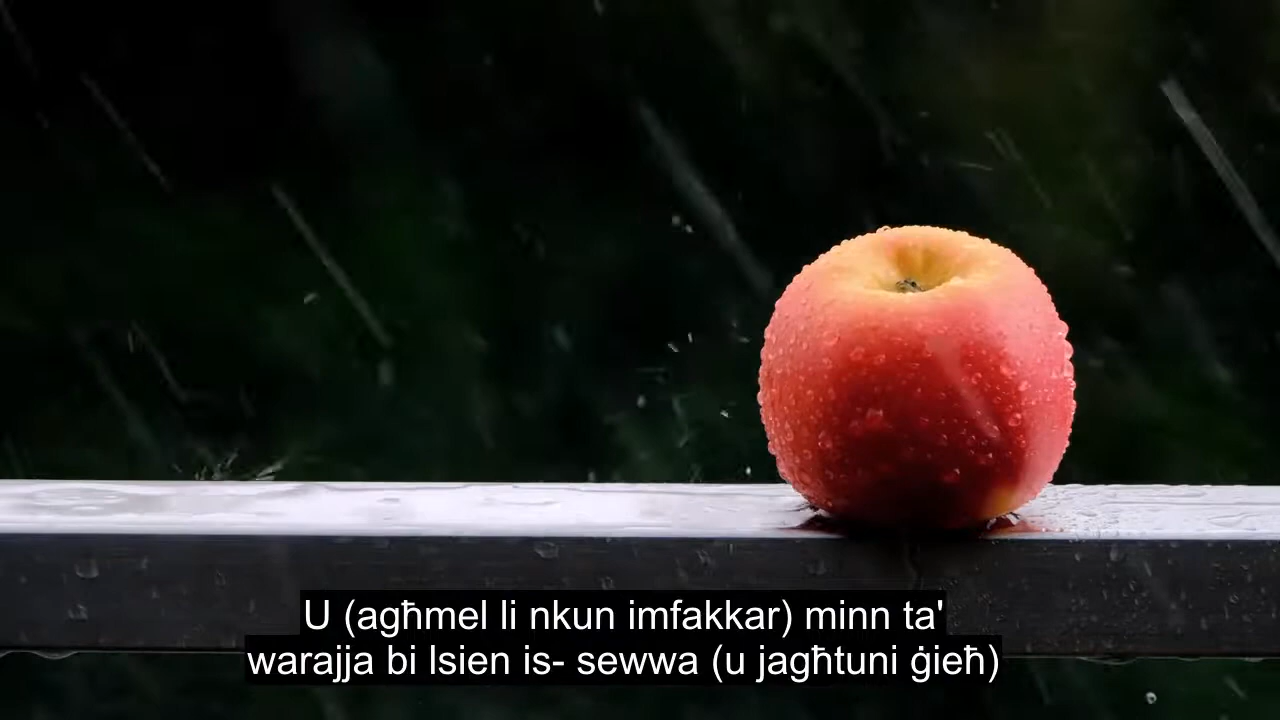 U (agħmel li nkun imfakkar) minn ta'
warajja bi lsien is- sewwa (u jagħtuni ġieħ)